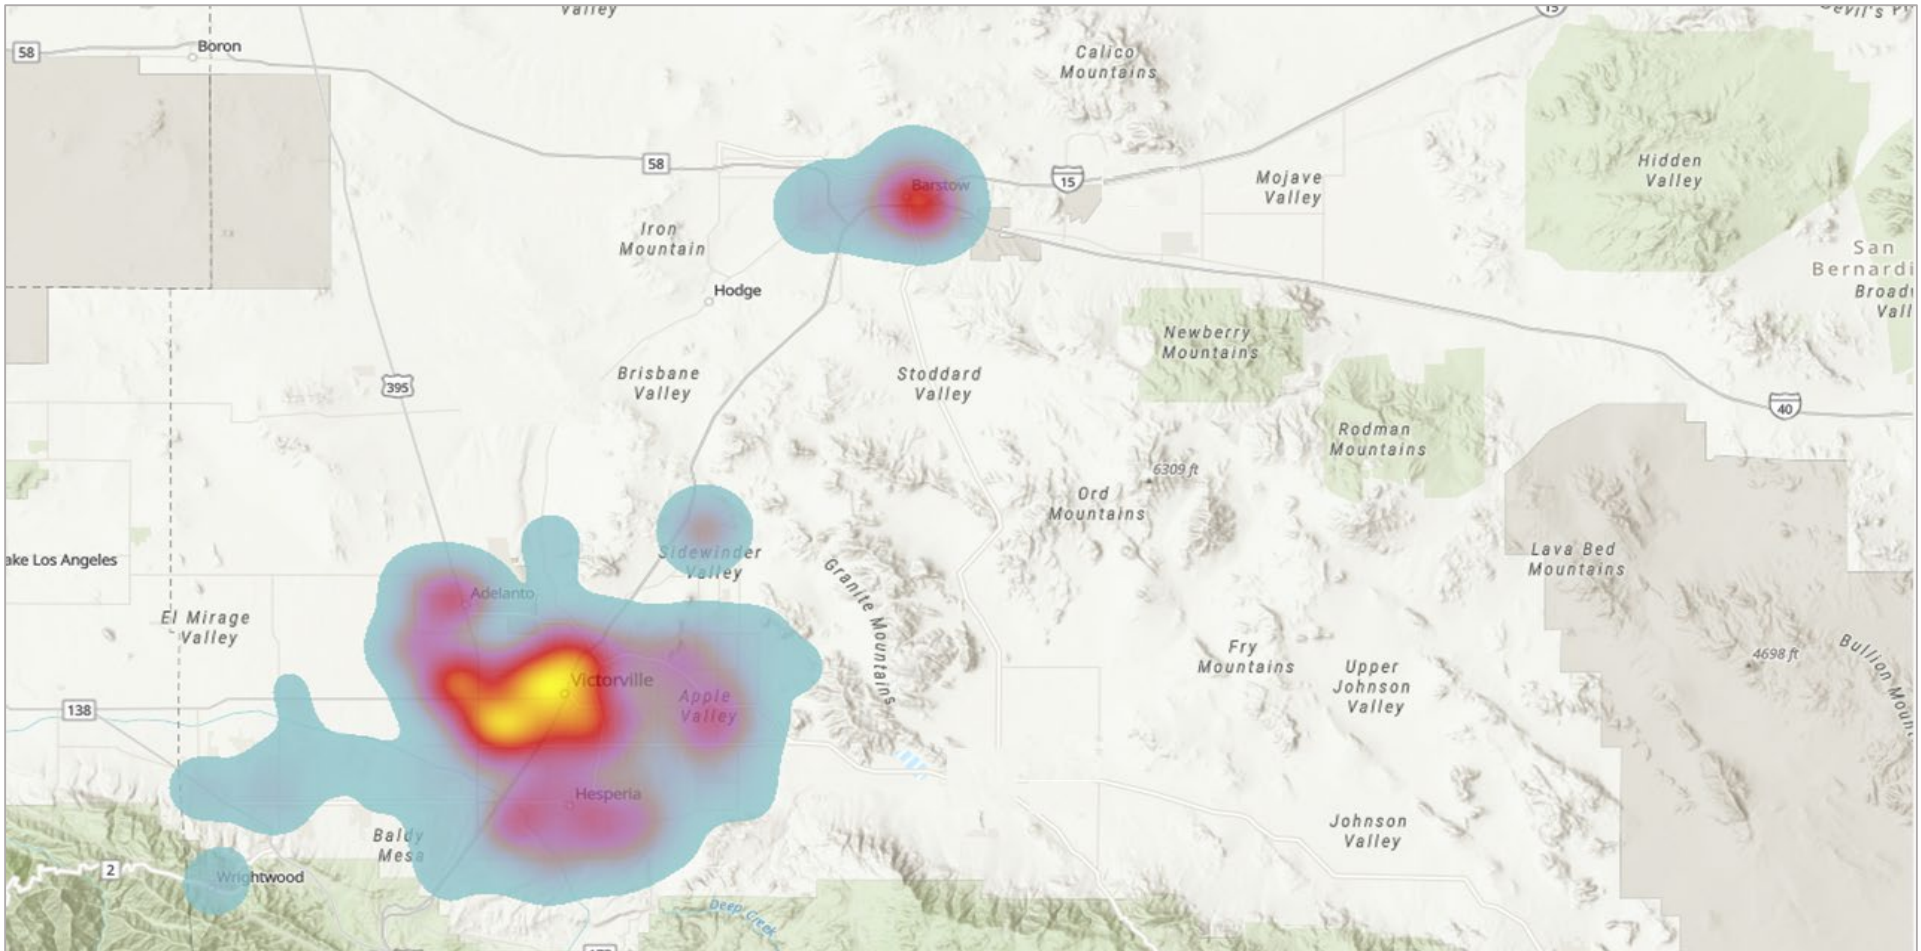 Valley
15
58
Boron
Calico
Mountains
58
Barstow
15
Mojave
Valley
Hidden
Valley
Iron
Mountain
San
Bernardi
Broad
Vall
Hodge
Newberry
Mountains
Brisbane
Valley
Stoddard
Valley
395
40
Rodman
Mountains
6309 ft
Ord
Mountains
Sidewinder
Valley
ake Los Angeles
Lava Bed
Mountains
Granite Mountains
Adelanto
El Mirage
Valley
Fry
Mountains
Upper
Johnson
Valley
4698 ft
Bullion Moun
Victorville
Apple
Valley
138
Hesperia
Baldy
Mesa
Johnson
Valley
2
Wrightwood
Deep Creek